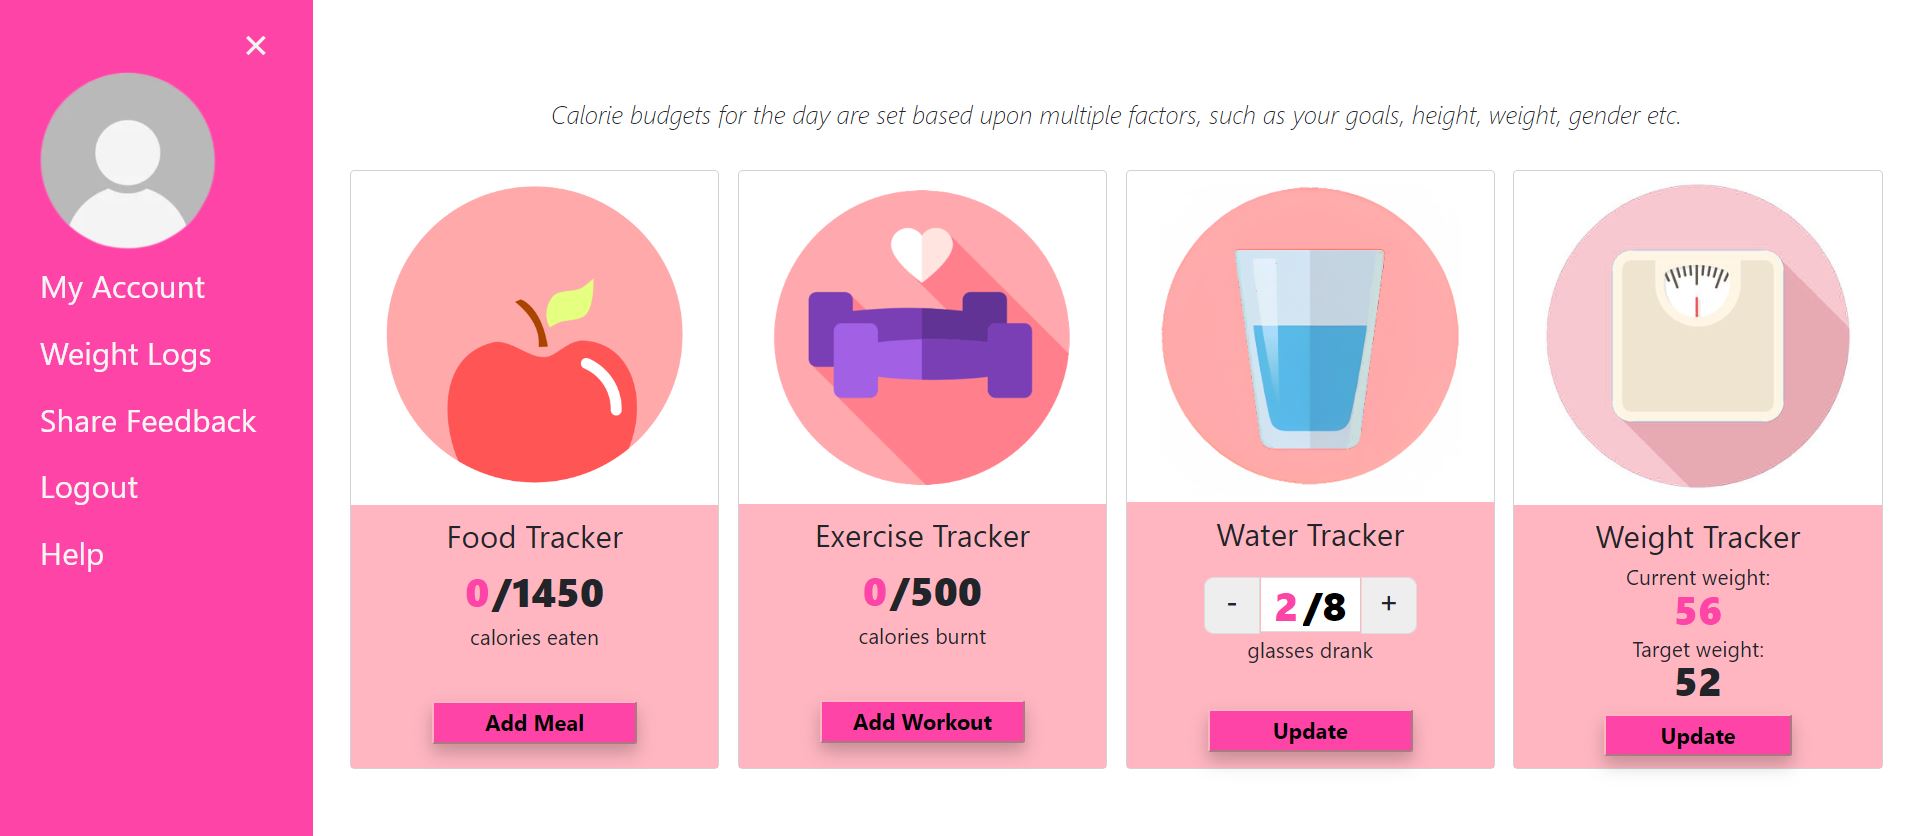 ×
My Account
Weight Logs
Share Feedback
Logout
Help
Calorie budgets for the day are set based upon multiple factors, such as your goals, height, weight, gender etc.
Food Tracker
0/1450
calories eaten
Add Meal
Exercise Tracker
0/500
calories burnt
Add Workout
Water Tracker
- 2/8 +
glasses drank
Update
Weight Tracker
Current weight:
56
Target weight:
52
Update